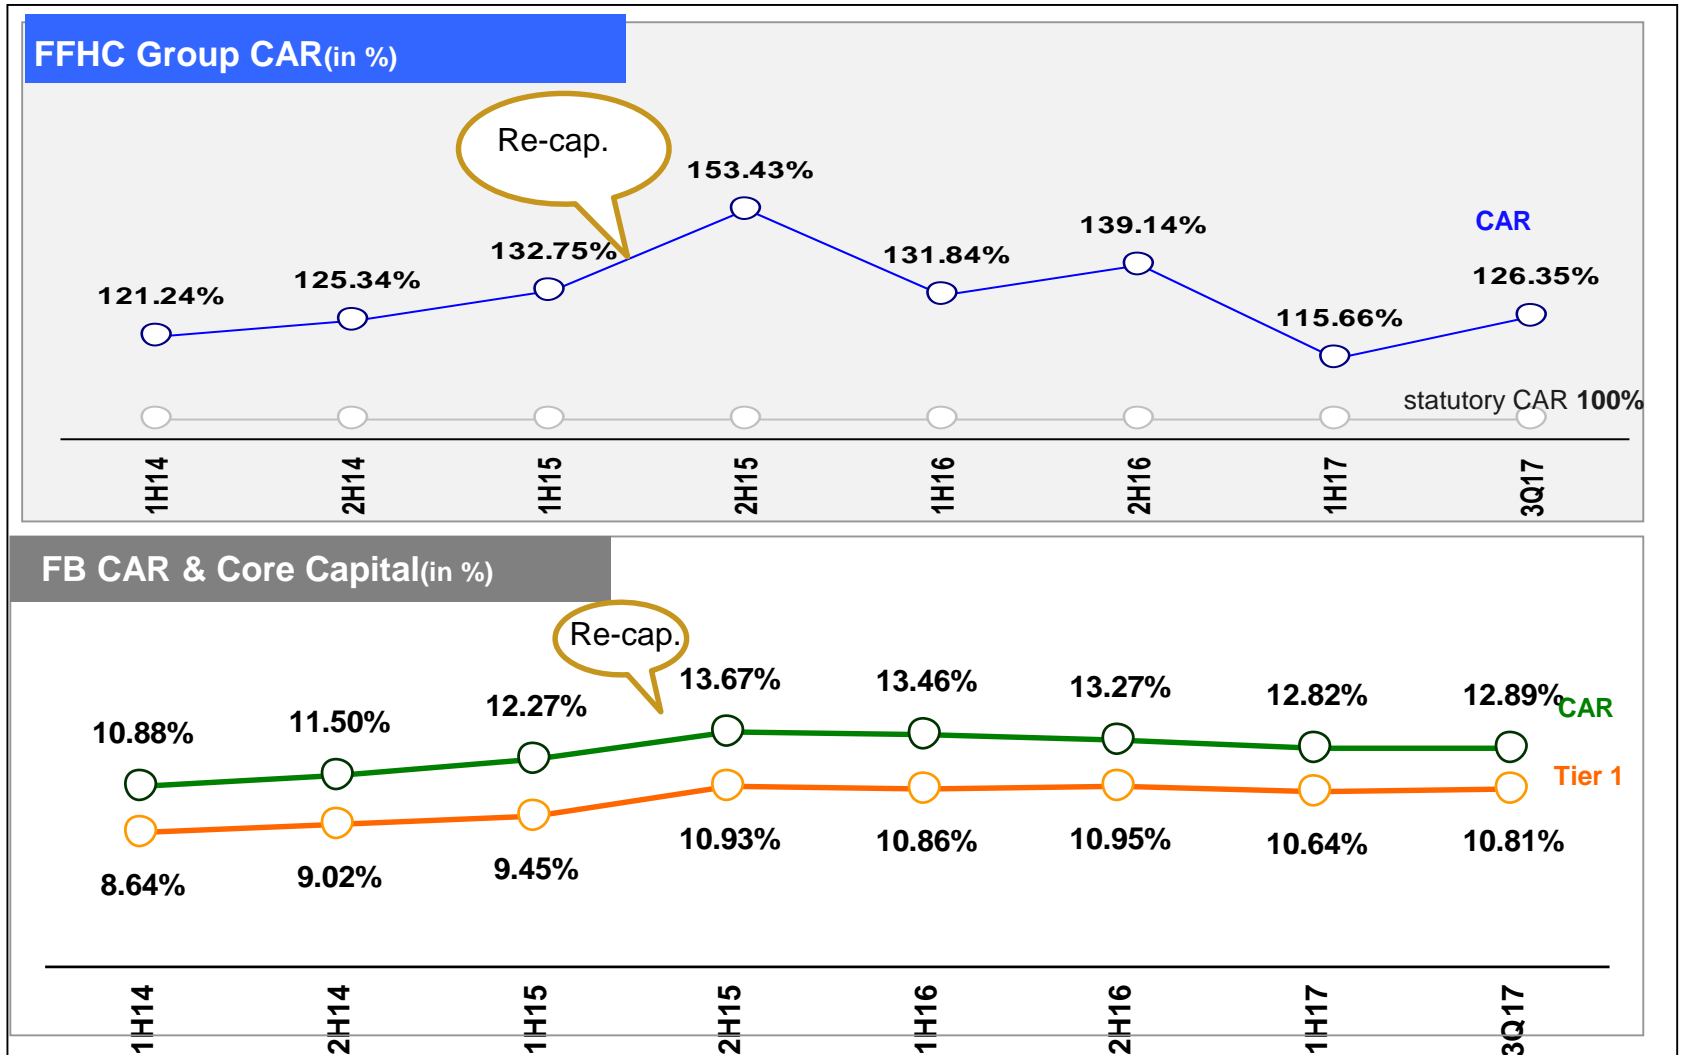 FFHC Group CAR(in %)
Re-cap.
153.43%
139.14%
CAR
132.75%
131.84%
126.35%
125.34%
121.24%
115.66%
statutory CAR 100%
1H14 2H14 1H15 2H15 1H16 2H16 1H17 3Q17
FB CAR & Core Capital(in %)
Re-cap.
10.88% 11.50% 12.27% 13.67% 13.46% 13.27% 12.82% 12.89%
CAR
Tier 1
8.64% 9.02% 9.45% 10.93% 10.86% 10.95% 10.64% 10.81%
1H14 2H14 1H15 2H15 1H16 2H16 1H17 3Q17